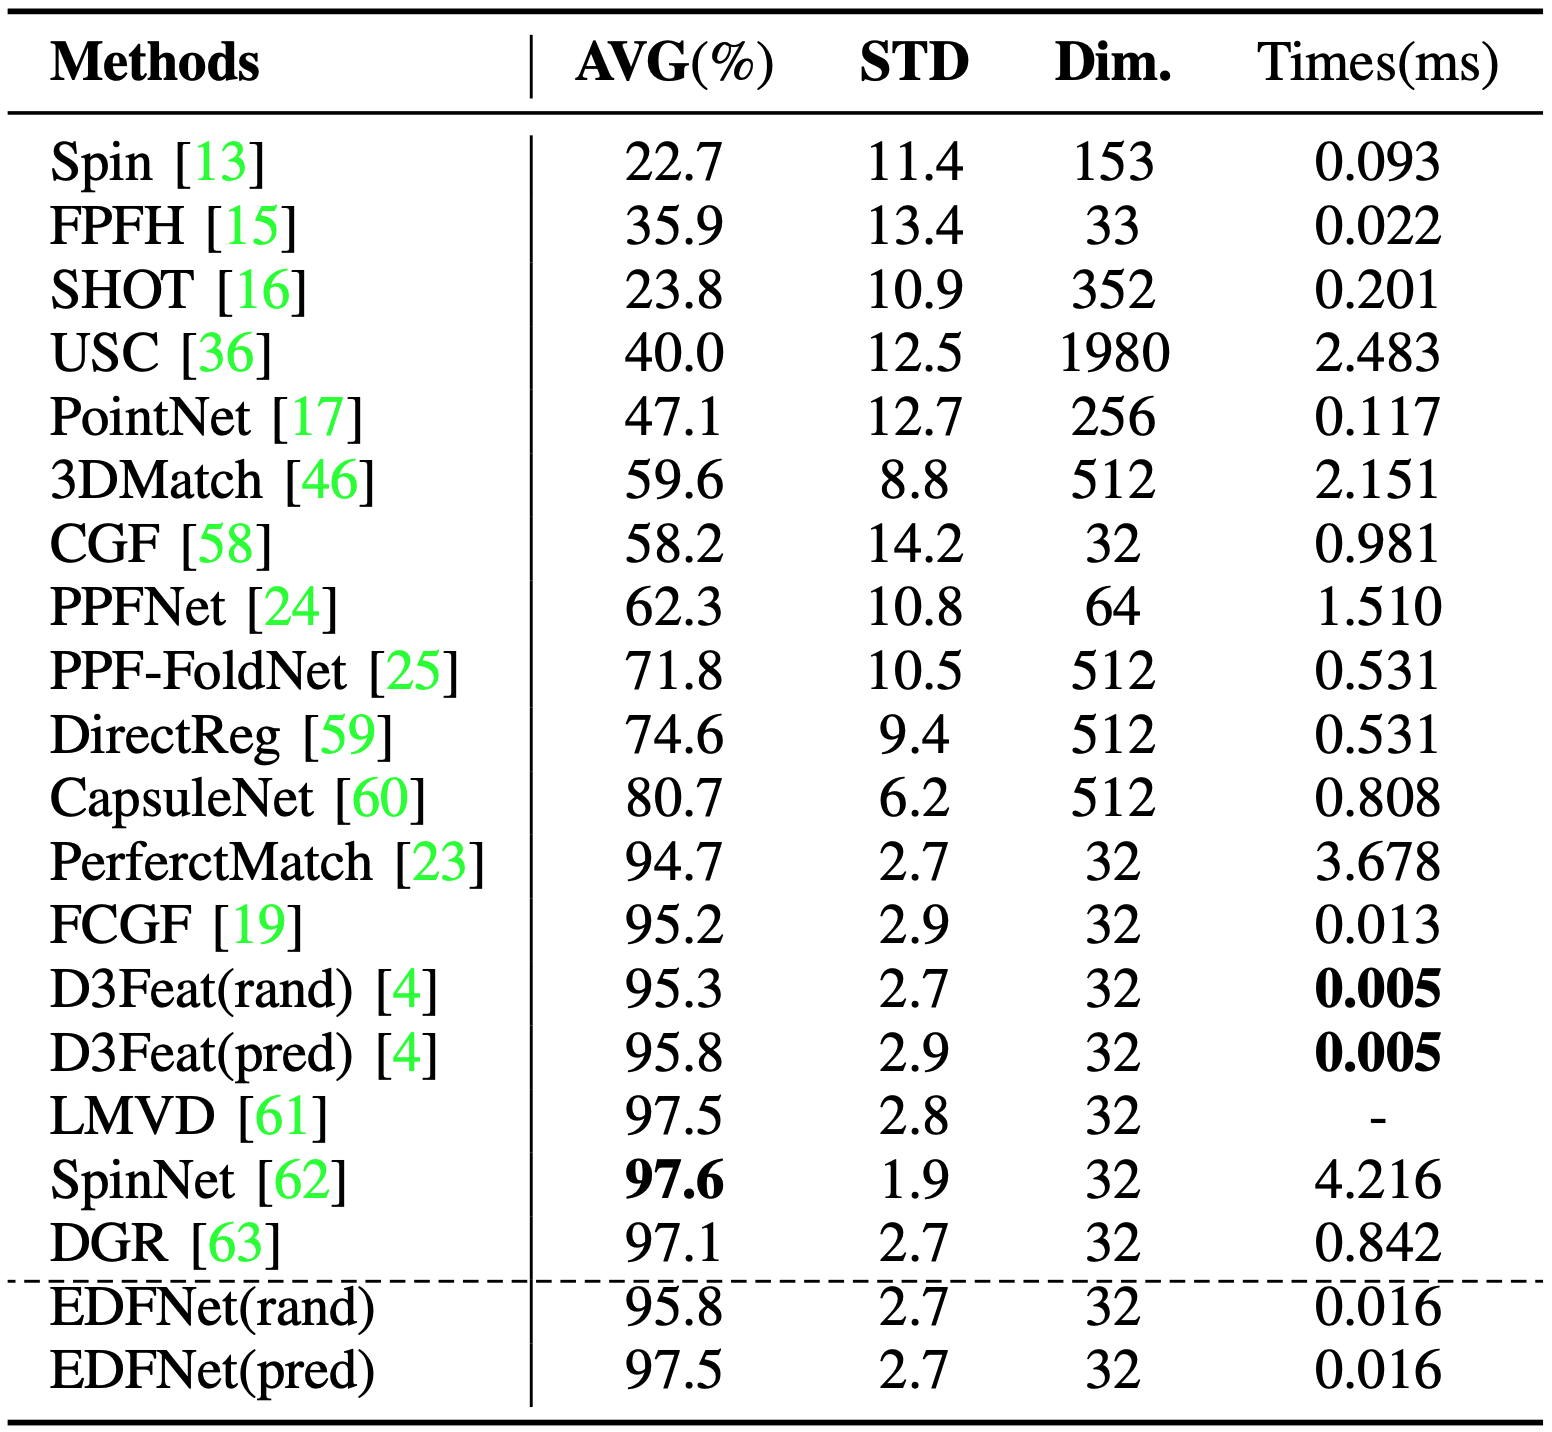 Methods AVG(%) STD Dim. Times(ms)
Spin [13] 22.7 11.4 153 0.093
FPFH [15] 35.9 13.4 33 0.022
SHOT [16] 23.8 10.9 352 0.201
USC [36] 40.0 12.5 1980 2.483
PointNet [17] 47.1 12.7 256 0.117
3DMatch [46] 59.6 8.8 512 2.151
CGF [58] 58.2 14.2 32 0.981
PPFNet [24] 62.3 10.8 64 1.510
PPF-FoldNet [25] 71.8 10.5 512 0.531
DirectReg [59] 74.6 9.4 512 0.531
CapsuleNet [60] 80.7 6.2 512 0.808
PerferctMatch [23] 94.7 2.7 32 3.678
FCGF [19] 95.2 2.9 32 0.013
D3Feat(rand) [4] 95.3 2.7 32 0.005
D3Feat(pred) [4] 95.8 2.9 32 0.005
LMVD [61] 97.5 2.8 32 -
SpinNet [62] 97.6 1.9 32 4.216
DGR [63] 97.1 2.7 32 0.842
EDFNet(rand) 95.8 2.7 32 0.016
EDFNet(pred) 97.5 2.7 32 0.016